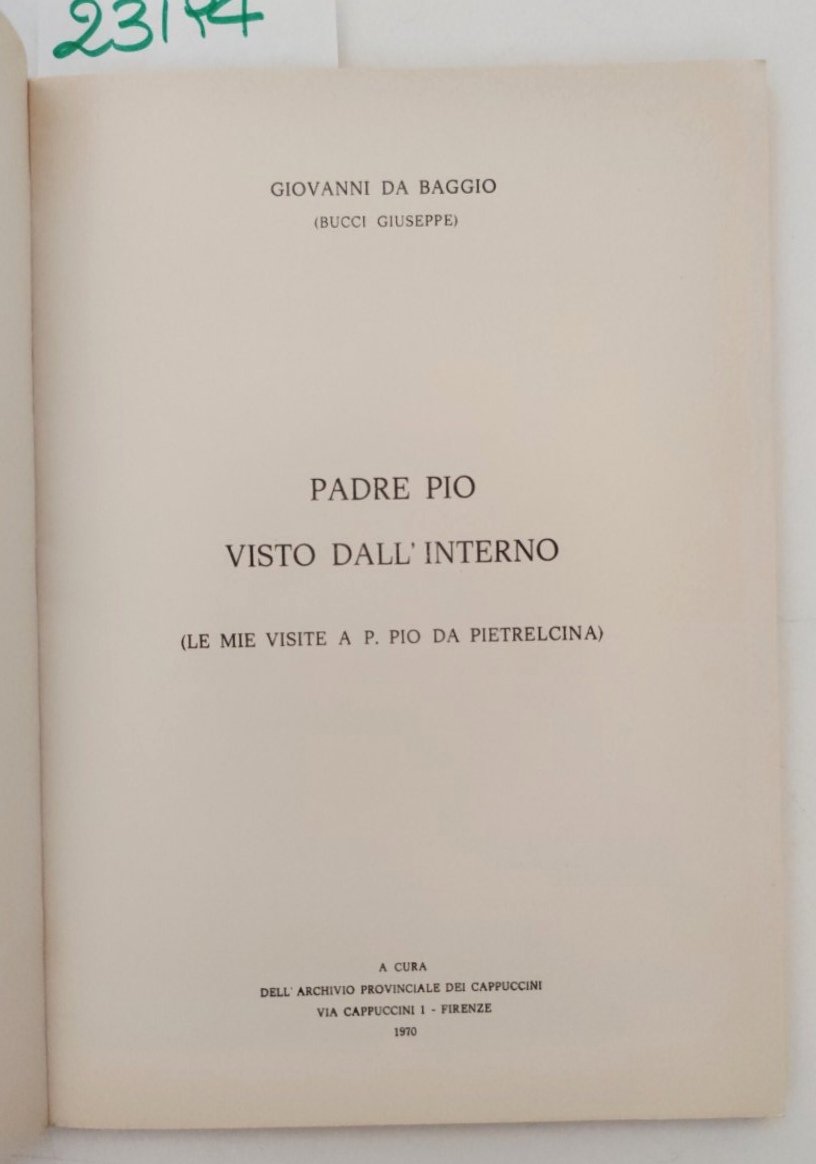 GIOVANNI DA BAGGIO
(BUCCI GIUSEPPE)
PADRE PIO
VISTO DALL' INTERNO
(LE MIE VISITE A P. PIO DA PIETRELCINA)
A CURA
DELL' ARCHIVIO PROVINCIALE DEI CAPPUCCINI
VIA CAPPUCCINI 1 - FIRENZE
1970